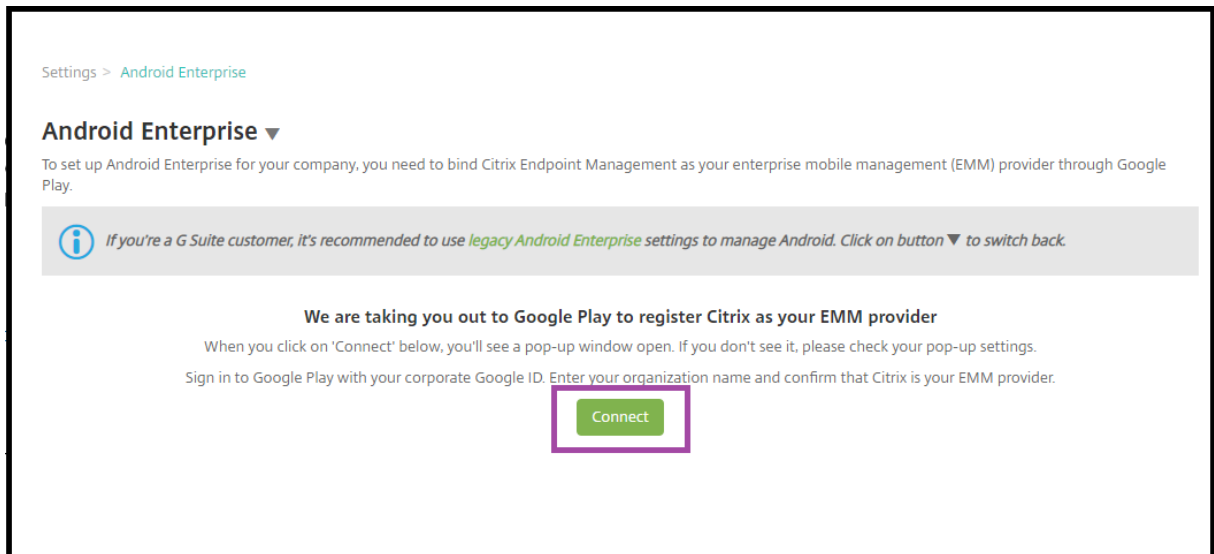 Settings > Android Enterprise
Android Enterprise ▼
To set up Android Enterprise for your company, you need to bind Citrix Endpoint Management as your enterprise mobile management (EMM) provider through Google
Play.
If you're a G Suite customer, it's recommended to use legacy Android Enterprise settings to manage Android. Click on button ▼ to switch back.
We are taking you out to Google Play to register Citrix as your EMM provider
When you click on 'Connect' below, you'll see a pop-up window open. If you don't see it, please check your pop-up settings.
Sign in to Google Play with your corporate Google ID. Enter your organization name and confirm that Citrix is your EMM provider.
Connect